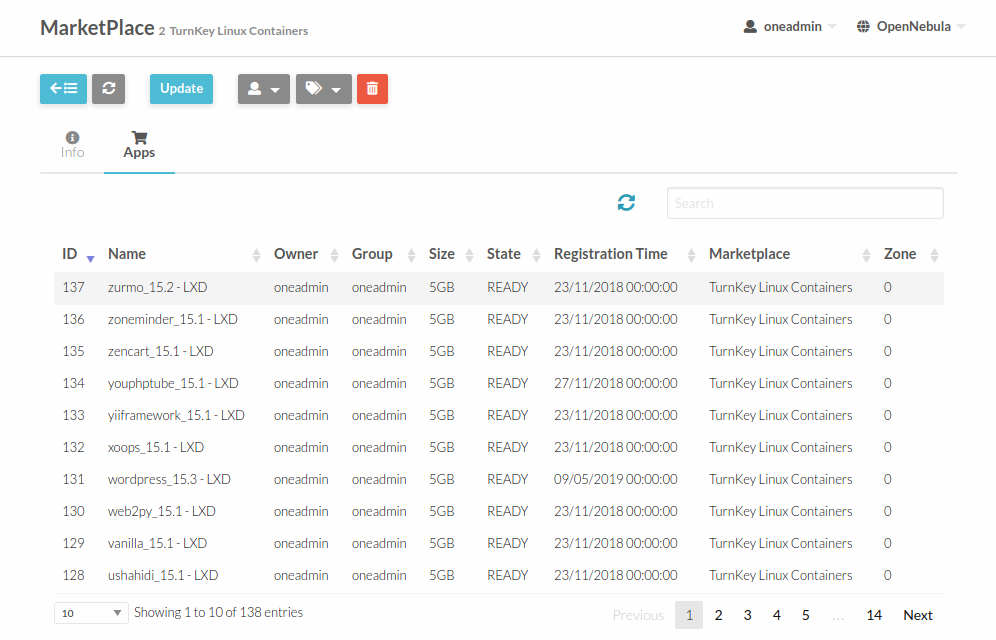 MarketPlace 2 TurnKey Linux Containers oneadmin OpenNebula
Update
Info Apps
Search
ID Name Owner Group Size State Registration Time Marketplace Zone
137 zurmo_15.2 - LXD oneadmin oneadmin 5GB READY 23/11/2018 00:00:00 TurnKey Linux Containers 0
136 zoneminder_15.1 - LXD oneadmin oneadmin 5GB READY 23/11/2018 00:00:00 TurnKey Linux Containers 0
135 zencart_15.1 - LXD oneadmin oneadmin 5GB READY 23/11/2018 00:00:00 TurnKey Linux Containers 0
134 youphptube_15.1 - LXD oneadmin oneadmin 5GB READY 27/11/2018 00:00:00 TurnKey Linux Containers 0
133 yiiframework_15.1 - LXD oneadmin oneadmin 5GB READY 23/11/2018 00:00:00 TurnKey Linux Containers 0
132 xoops_15.1 - LXD oneadmin oneadmin 5GB READY 23/11/2018 00:00:00 TurnKey Linux Containers 0
131 wordpress_15.3 - LXD oneadmin oneadmin 5GB READY 09/05/2019 00:00:00 TurnKey Linux Containers 0
130 web2py_15.1 - LXD oneadmin oneadmin 5GB READY 23/11/2018 00:00:00 TurnKey Linux Containers 0
129 vanilla_15.1 - LXD oneadmin oneadmin 5GB READY 23/11/2018 00:00:00 TurnKey Linux Containers 0
128 ushahidi_15.1 - LXD oneadmin oneadmin 5GB READY 23/11/2018 00:00:00 TurnKey Linux Containers 0
10 Showing 1 to 10 of 138 entries Previous 1 2 3 4 5 … 14 Next